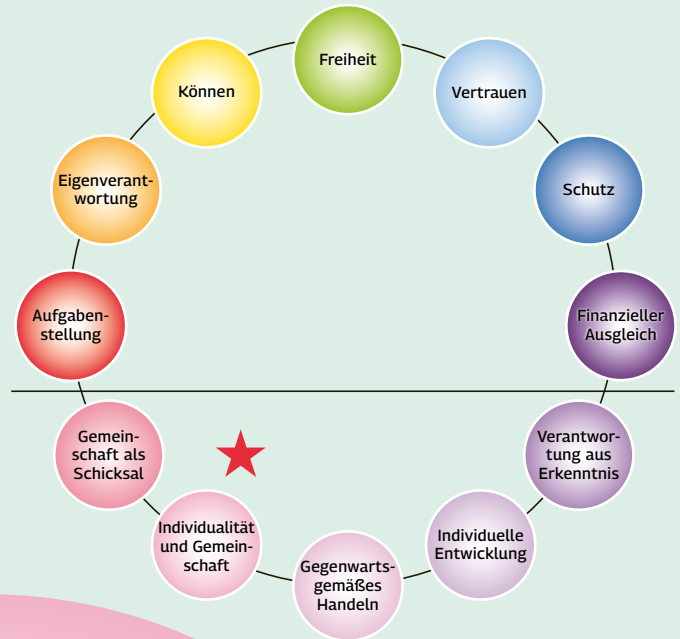 Freiheit
Können
Vertrauen
Eigenverant-
wortung
Schutz
Aufgaben-
stellung
Finanzieller
Ausgleich
Gemein-
schaft als
Schicksal
Verantwor-
tung aus
Erkenntnis
Individualität
und Gemein-
schaft
Individuelle
Entwicklung
Gegenwarts-
gemäßes
Handeln